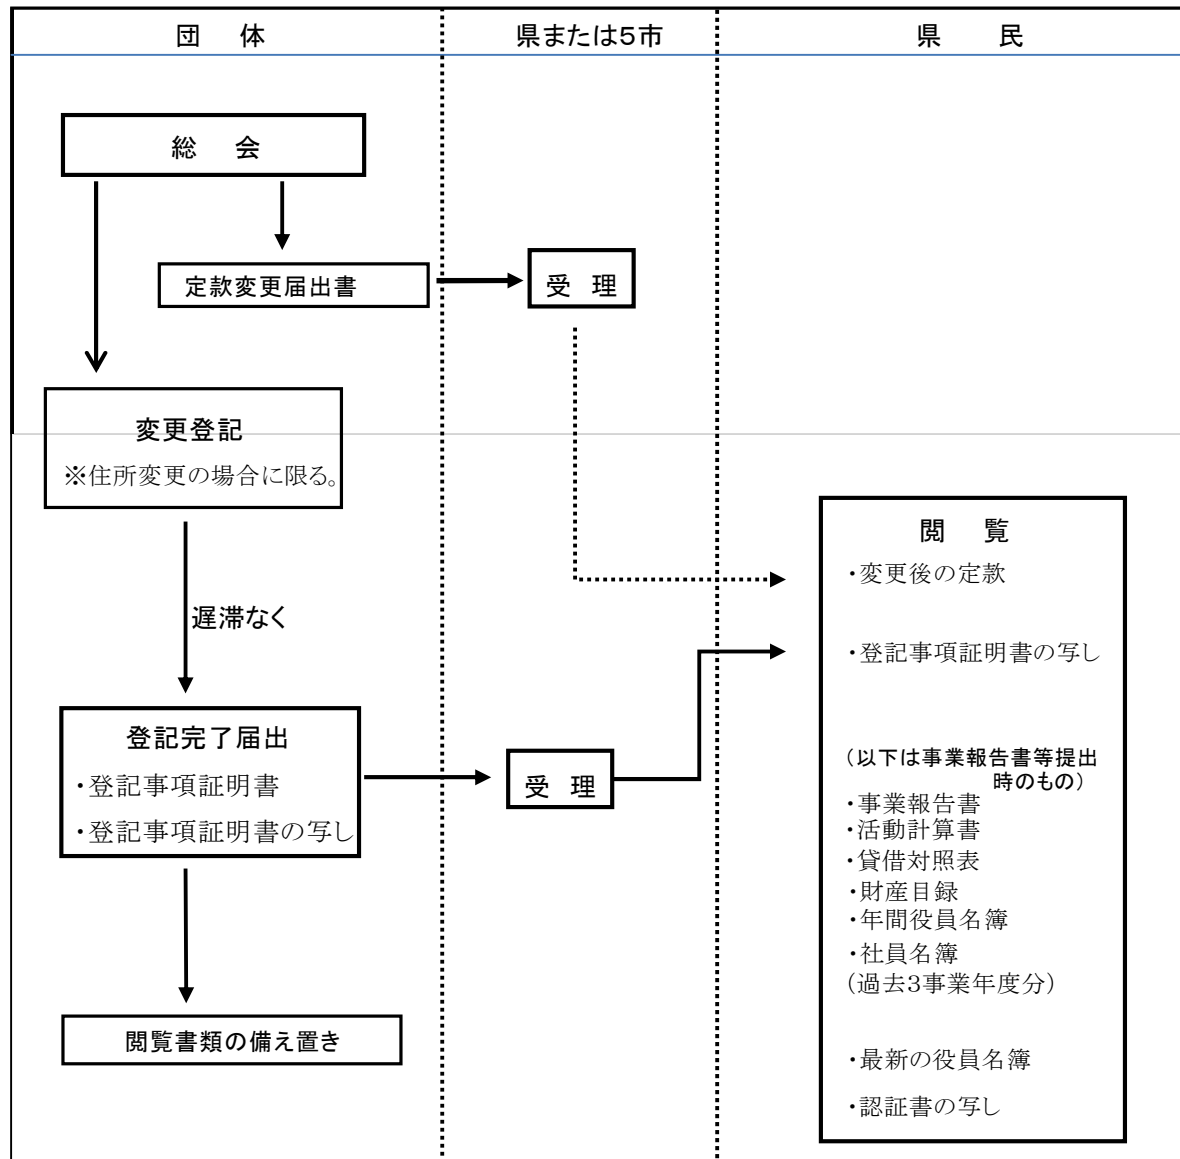 団　体
県または5市
県　民
総　会
定款変更届出書
受　理
変更登記
※住所変更の場合に限る。
遅滞なく
登記完了届出
・登記事項証明書
・登記事項証明書の写し
受　理
閲覧書類の備え置き
閲　覧
・変更後の定款
・登記事項証明書の写し
（以下は事業報告書等提出
時のもの）
・事業報告書
・活動計算書
・貸借対照表
・財産目録
・年間役員名簿
・社員名簿
（過去3事業年度分）
・最新の役員名簿
・認証書の写し